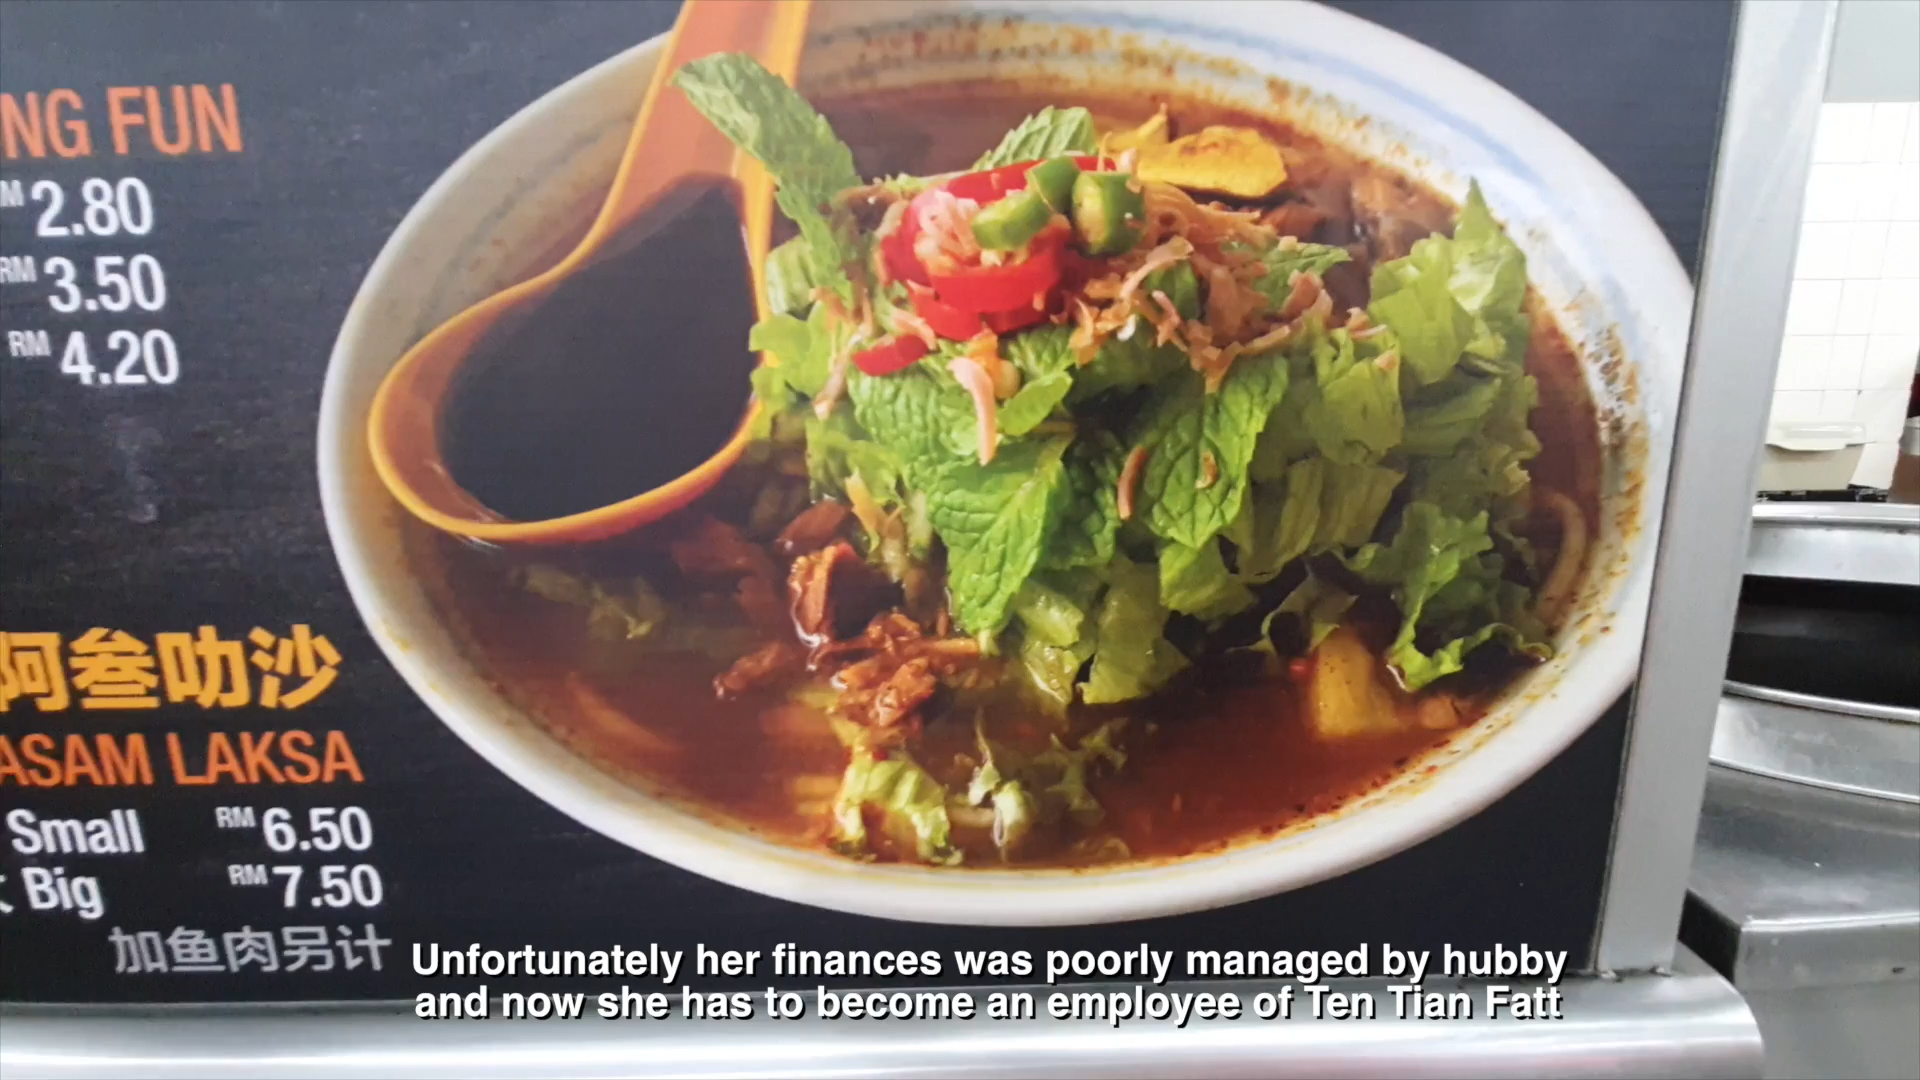 NG FUN
RM 2.80
RM 3.50
RM 4.20
阿叁叻沙
ASAM LAKSA
Small RM 6.50
Big RM 7.50
加鱼肉另计
Unfortunately her finances was poorly managed by hubby
and now she has to become an employee of Ten Tian Fatt